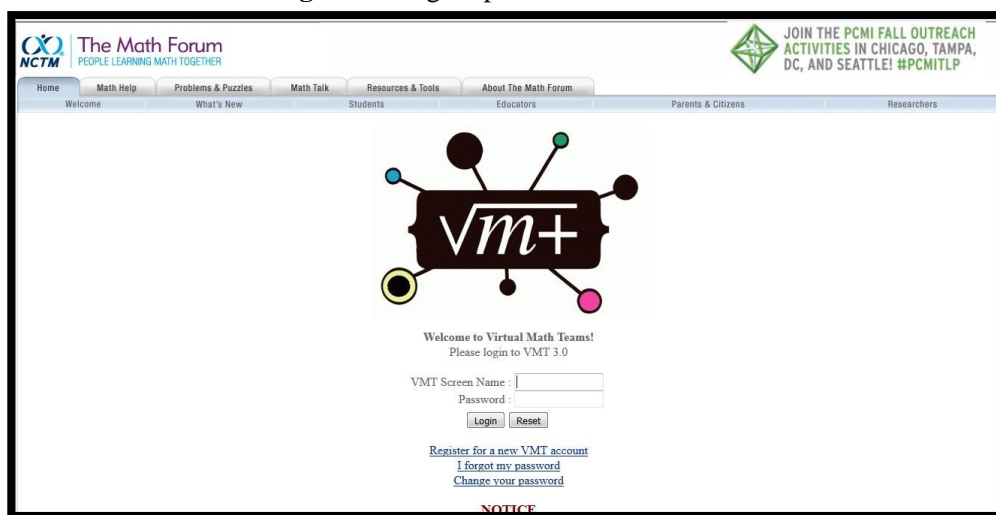 NCTM
The Math Forum
PEOPLE LEARNING MATH TOGETHER
JOIN THE PCMI FALL OUTREACH
ACTIVITIES IN CHICAGO, TAMPA,
DC, AND SEATTLE! #PCMITLP
Home Math Help Problems & Puzzles Math Talk Resources & Tools About The Math Forum
Welcome What's New Students Educators Parents & Citizens Researchers
√m+
Welcome to Virtual Math Teams!
Please login to VMT 3.0
VMT Screen Name :
Password :
Login Reset
Register for a new VMT account
I forgot my password
Change your password
NOTICE